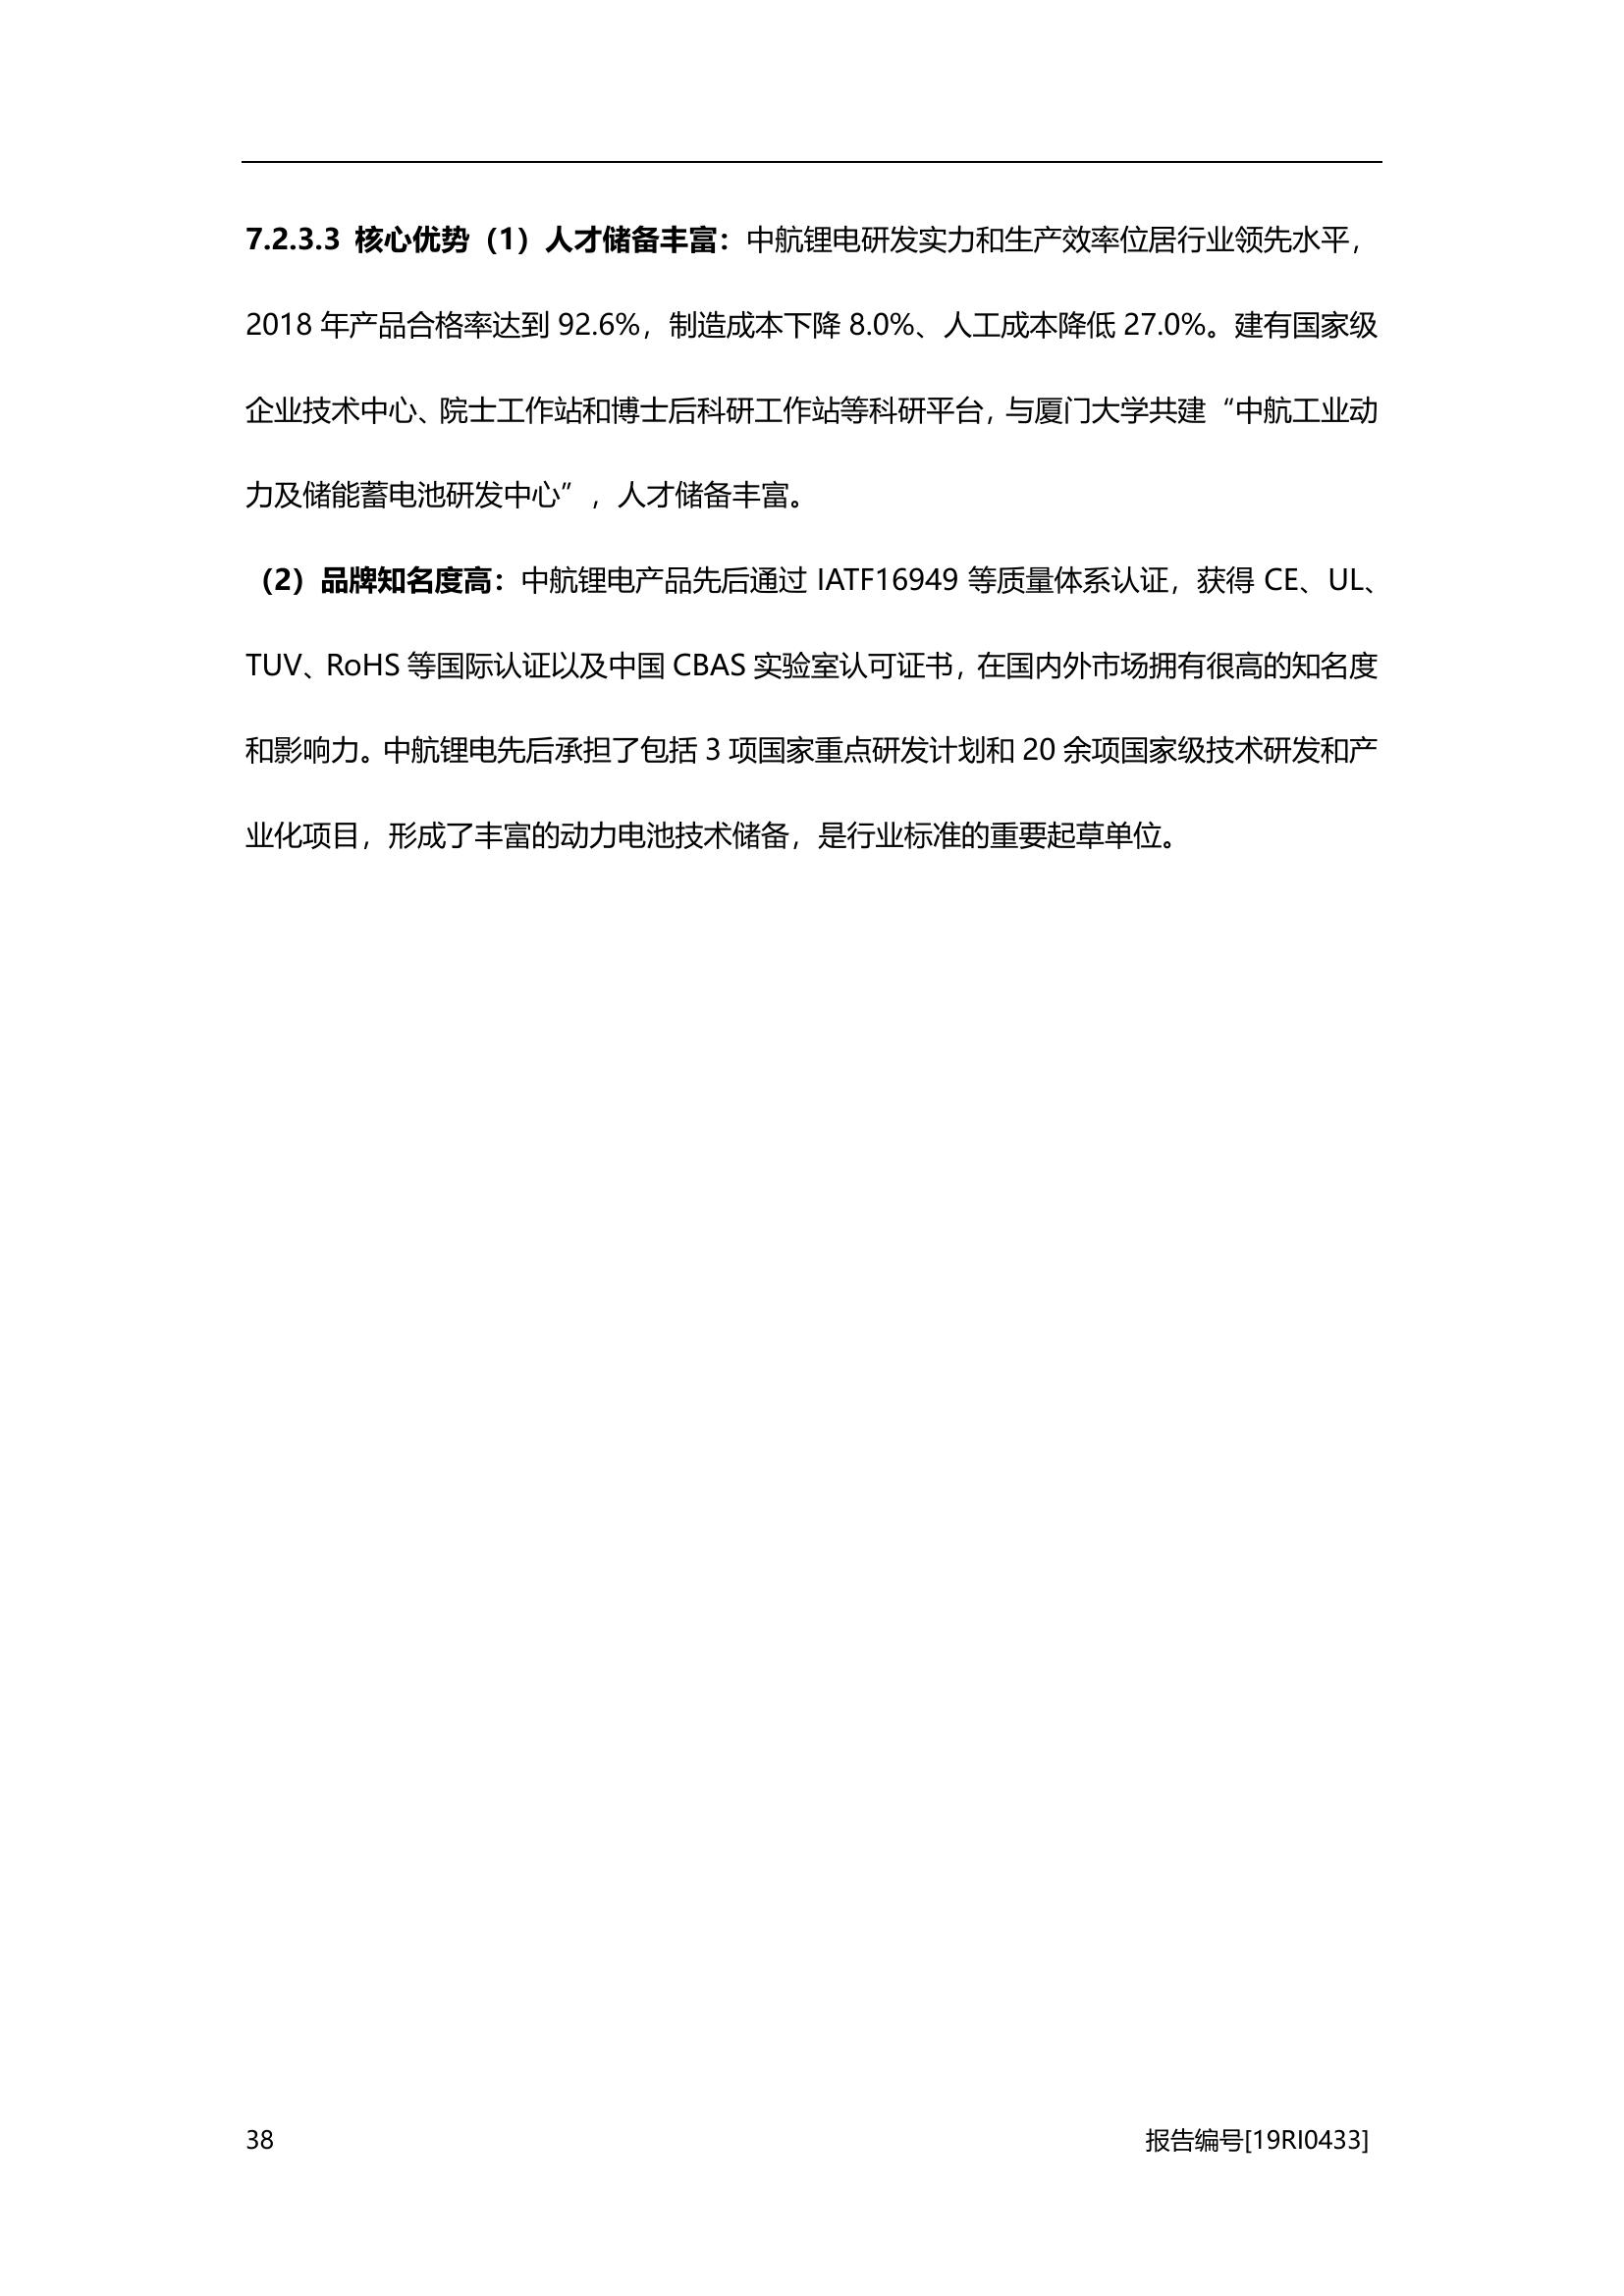 7.2.3.3 核心优势（1）人才储备丰富：中航锂电研发实力和生产效率位居行业领先水平，
2018 年产品合格率达到 92.6%，制造成本下降 8.0%、人工成本降低 27.0%。建有国家级
企业技术中心、院士工作站和博士后科研工作站等科研平台，与厦门大学共建“中航工业动
力及储能蓄电池研发中心”，人才储备丰富。
（2）品牌知名度高：中航锂电产品先后通过 IATF16949 等质量体系认证，获得 CE、UL、
TUV、RoHS 等国际认证以及中国 CBAS 实验室认可证书，在国内外市场拥有很高的知名度
和影响力。中航锂电先后承担了包括 3 项国家重点研发计划和 20 余项国家级技术研发和产
业化项目，形成了丰富的动力电池技术储备，是行业标准的重要起草单位。
38 报告编号[19RI0433]